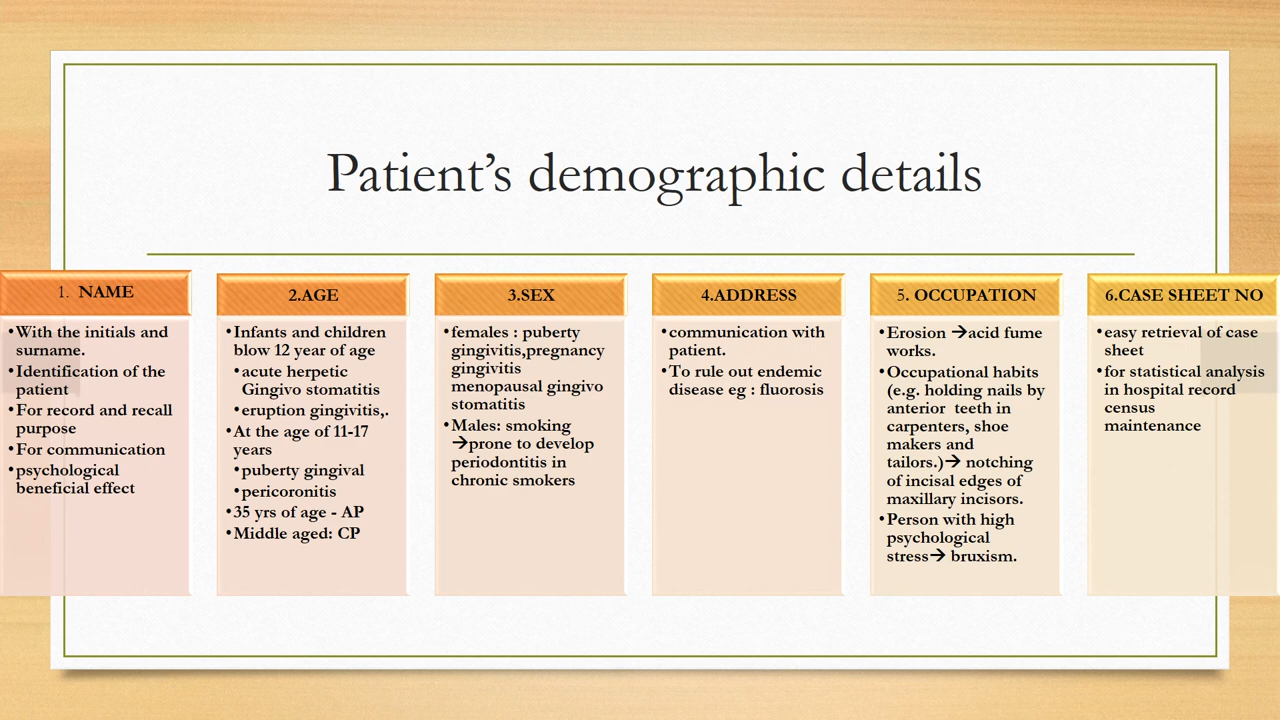 Patient’s demographic details
1. NAME
•With the initials and
surname.
•Identification of the
patient
•For record and recall
purpose
•For communication
•psychological
beneficial effect
2.AGE
•Infants and children
blow 12 year of age
•acute herpetic
Gingivo stomatitis
•eruption gingivitis,.
•At the age of 11-17
years
•puberty gingival
•pericoronitis
•35 yrs of age - AP
•Middle aged: CP
3.SEX
•females : puberty
gingivitis,pregnancy
gingivitis
menopausal gingivo
stomatitis
•Males: smoking
→prone to develop
periodontitis in
chronic smokers
4.ADDRESS
•communication with
patient.
•To rule out endemic
disease eg : fluorosis
5. OCCUPATION
•Erosion →acid fume
works.
•Occupational habits
(e.g. holding nails by
anterior teeth in
carpenters, shoe
makers and
tailors.)→ notching
of incisal edges of
maxillary incisors.
•Person with high
psychological
stress→ bruxism.
6.CASE SHEET NO
•easy retrieval of case
sheet
•for statistical analysis
in hospital record
census
maintenance